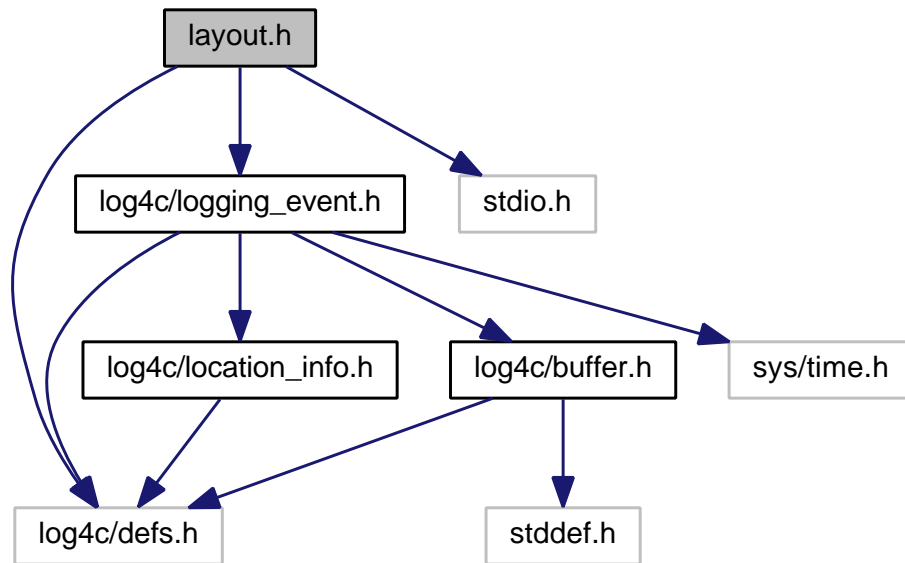 layout.h
log4c/logging_event.h
stdio.h
log4c/location_info.h
log4c/buffer.h
sys/time.h
log4c/defs.h
stddef.h